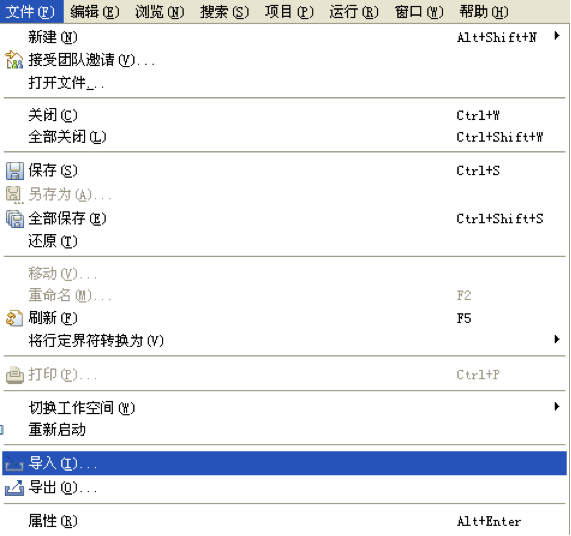 文件(F) 编辑(E) 浏览(N) 搜索(S) 项目(P) 运行(R) 窗口(W) 帮助(H)
新建(N) Alt+Shift+N
接受团队邀请(V)...
打开文件...
关闭(C) Ctrl+W
全部关闭(L) Ctrl+Shift+W
保存(S) Ctrl+S
另存为(A)...
全部保存(E) Ctrl+Shift+S
还原(T)
移动(V)...
重命名(M)... F2
刷新(F) F5
将行定界符转换为(V)
打印(P)... Ctrl+P
切换工作空间(W)
重新启动
导入(I)...
导出(O)...
属性(R) Alt+Enter